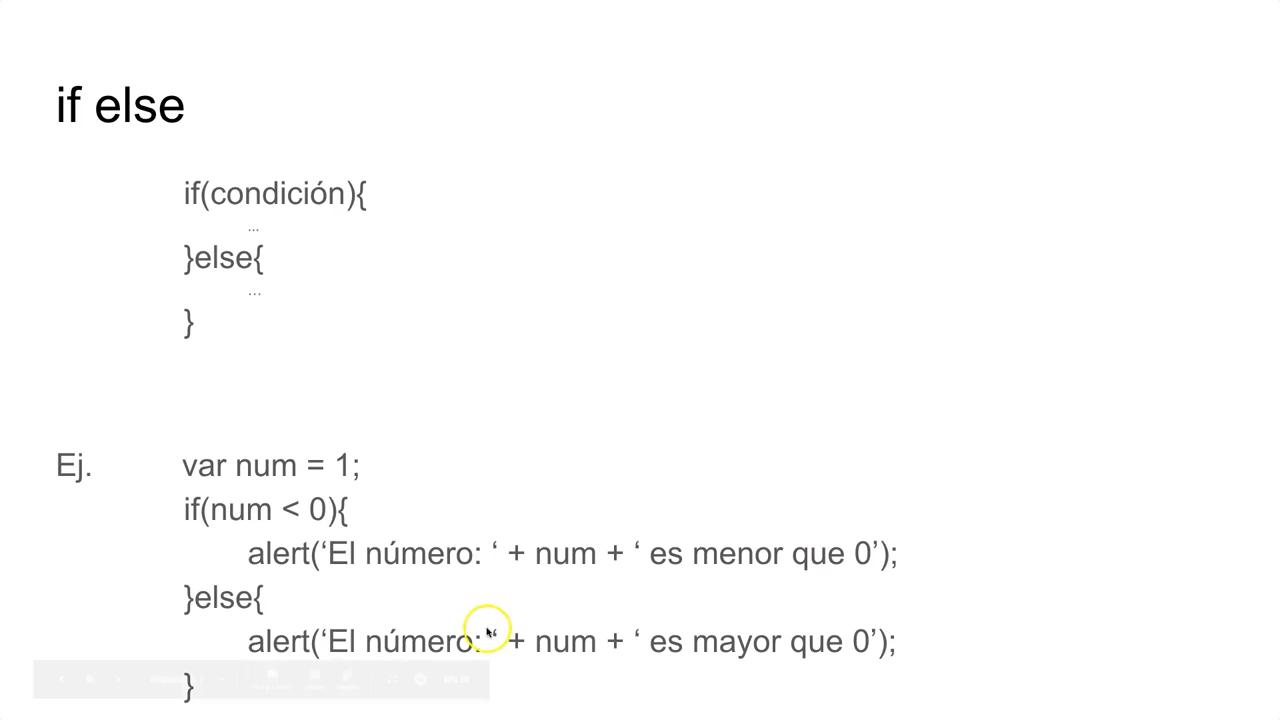 if else
if(condición){
...
}else{
...
}
Ej. var num = 1;
if(num < 0){
alert(‘El número: ‘ + num + ‘ es menor que 0’);
}else{
alert(‘El número: ‘ + num + ‘ es mayor que 0’);
}